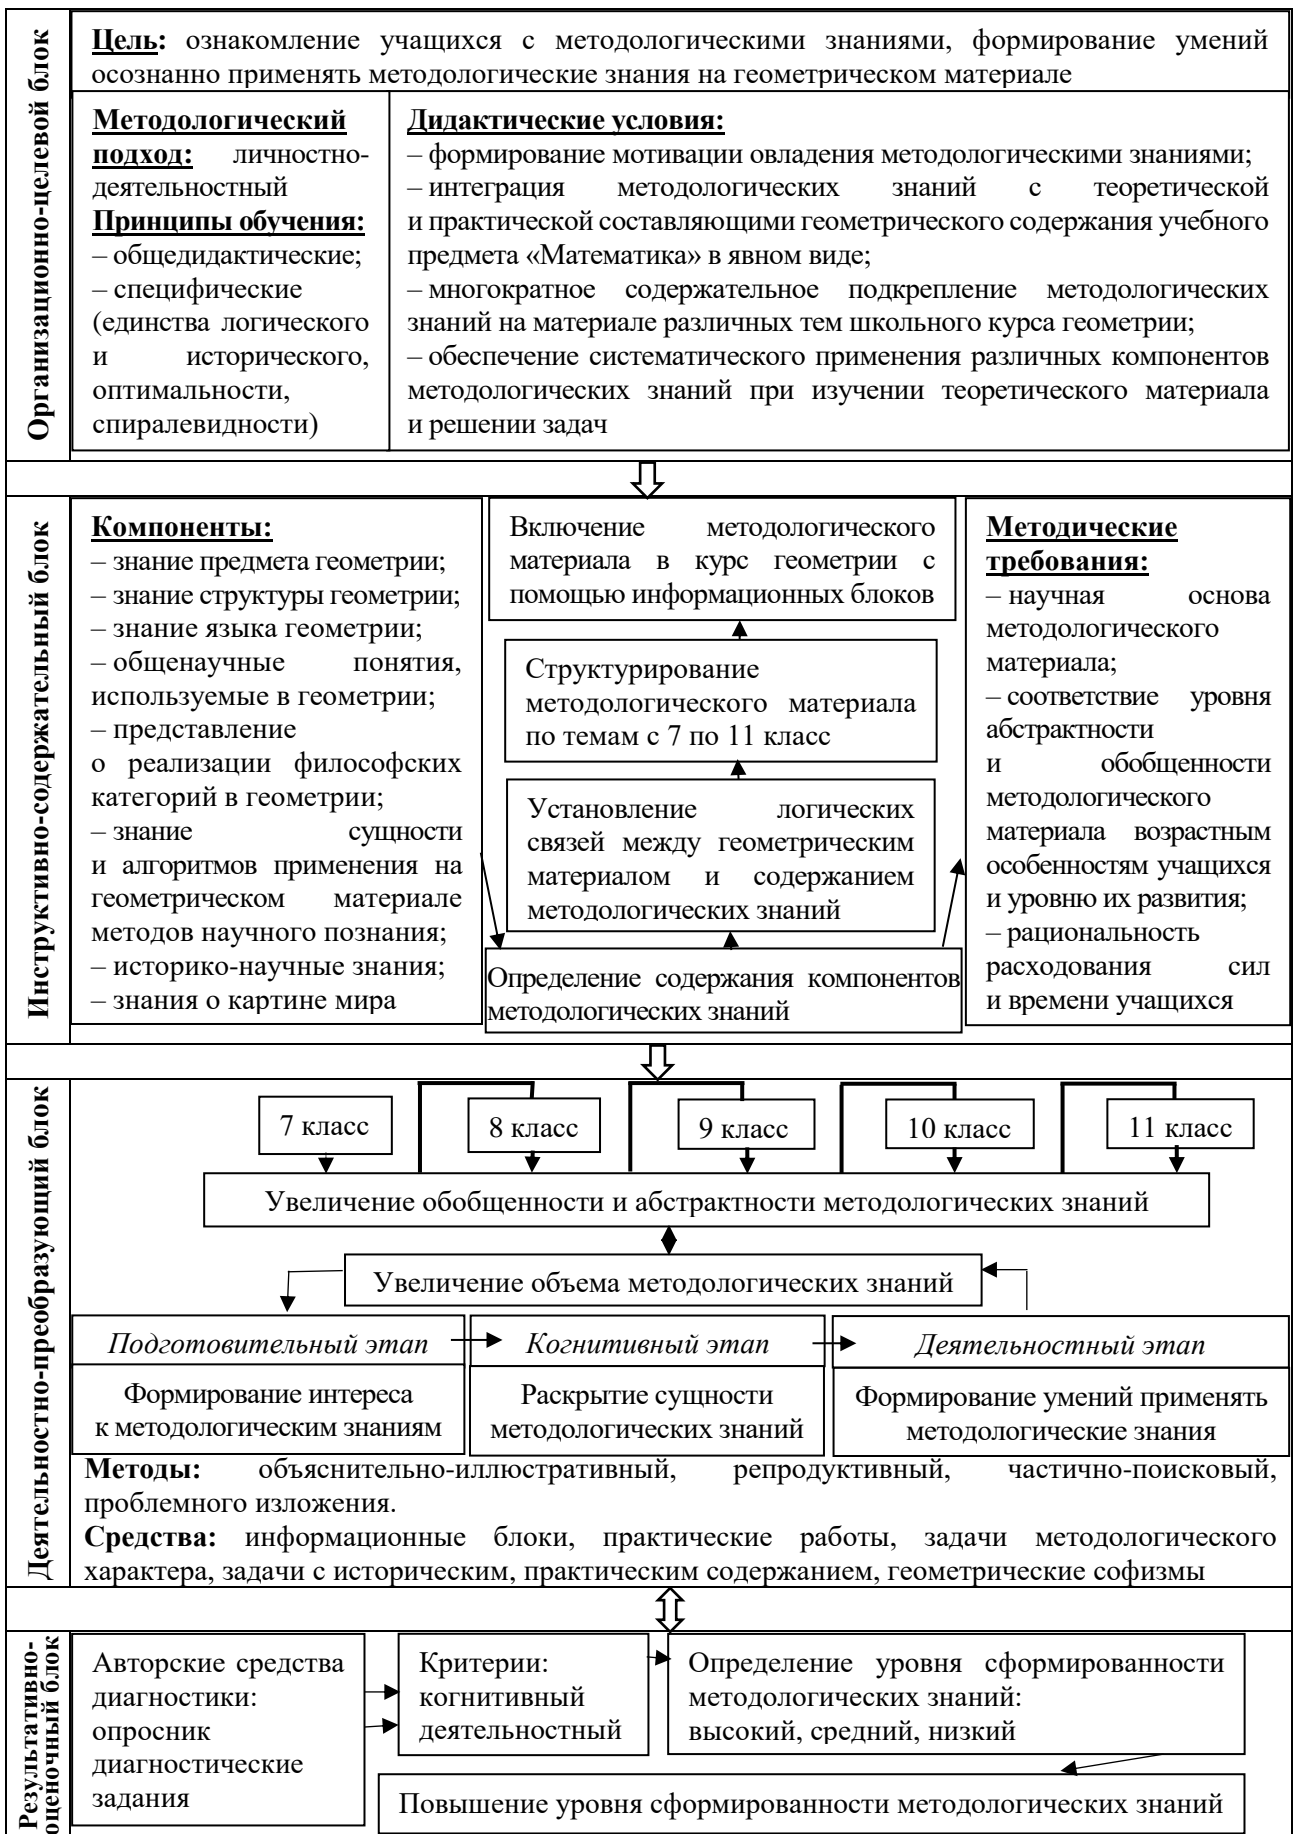 Организационно-целевой блок
Цель: ознакомление учащихся с методологическими знаниями, формирование умений
осознанно применять методологические знания на геометрическом материале
Методологический
подход: личностно-
деятельностный
Принципы обучения:
– общедидактические;
– специфические
(единства логического
и исторического,
оптимальности,
спиралевидности)
Дидактические условия:
– формирование мотивации овладения методологическими знаниями;
– интеграция методологических знаний с теоретической
и практической составляющими геометрического содержания учебного
предмета «Математика» в явном виде;
– многократное содержательное подкрепление методологических
знаний на материале различных тем школьного курса геометрии;
– обеспечение систематического применения различных компонентов
методологических знаний при изучении теоретического материала
и решении задач
Инструктивно-содержательный блок
Компоненты:
– знание предмета геометрии;
– знание структуры геометрии;
– знание языка геометрии;
– общенаучные понятия,
используемые в геометрии;
– представление
о реализации философских
категорий в геометрии;
– знание сущности
и алгоритмов применения на
геометрическом материале
методов научного познания;
– историко-научные знания;
– знания о картине мира
Включение методологического
материала в курс геометрии с
помощью информационных блоков
Структурирование
методологического материала
по темам с 7 по 11 класс
Установление логических
связей между геометрическим
материалом и содержанием
методологических знаний
Определение содержания компонентов
методологических знаний
Методические
требования:
– научная основа
методологического
материала;
– соответствие уровня
абстрактности
и обобщенности
методологического
материала возрастным
особенностям учащихся
и уровню их развития;
– рациональность
расходования сил
и времени учащихся
Деятельностно-преобразующий блок
7 класс
8 класс
9 класс
10 класс
11 класс
Увеличение обобщенности и абстрактности методологических знаний
Увеличение объема методологических знаний
Подготовительный этап
Когнитивный этап
Деятельностный этап
Формирование интереса
к методологическим знаниям
Раскрытие сущности
методологических знаний
Формирование умений применять
методологические знания
Методы: объяснительно-иллюстративный, репродуктивный, частично-поисковый,
проблемного изложения.
Средства: информационные блоки, практические работы, задачи методологического
характера, задачи с историческим, практическим содержанием, геометрические софизмы
Результативно-
оценочный блок
Авторские средства
диагностики:
опросник
диагностические
задания
Критерии:
когнитивный
деятельностный
Определение уровня сформированности
методологических знаний:
высокий, средний, низкий
Повышение уровня сформированности методологических знаний